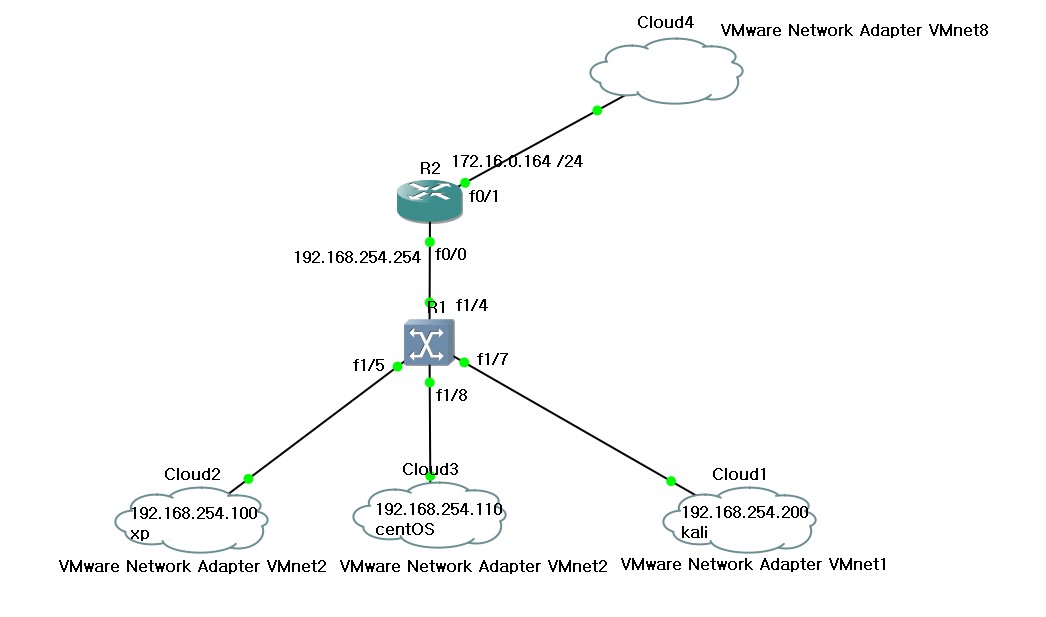 Cloud4
VMware Network Adapter VMnet8
172.16.0.164 /24
R2
f0/1
192.168.254.254
f0/0
R1
f1/4
f1/5
f1/7
f1/8
Cloud2
Cloud3
Cloud1
192.168.254.100
xp
192.168.254.110
centOS
192.168.254.200
kali
VMware Network Adapter VMnet2
VMware Network Adapter VMnet2
VMware Network Adapter VMnet1